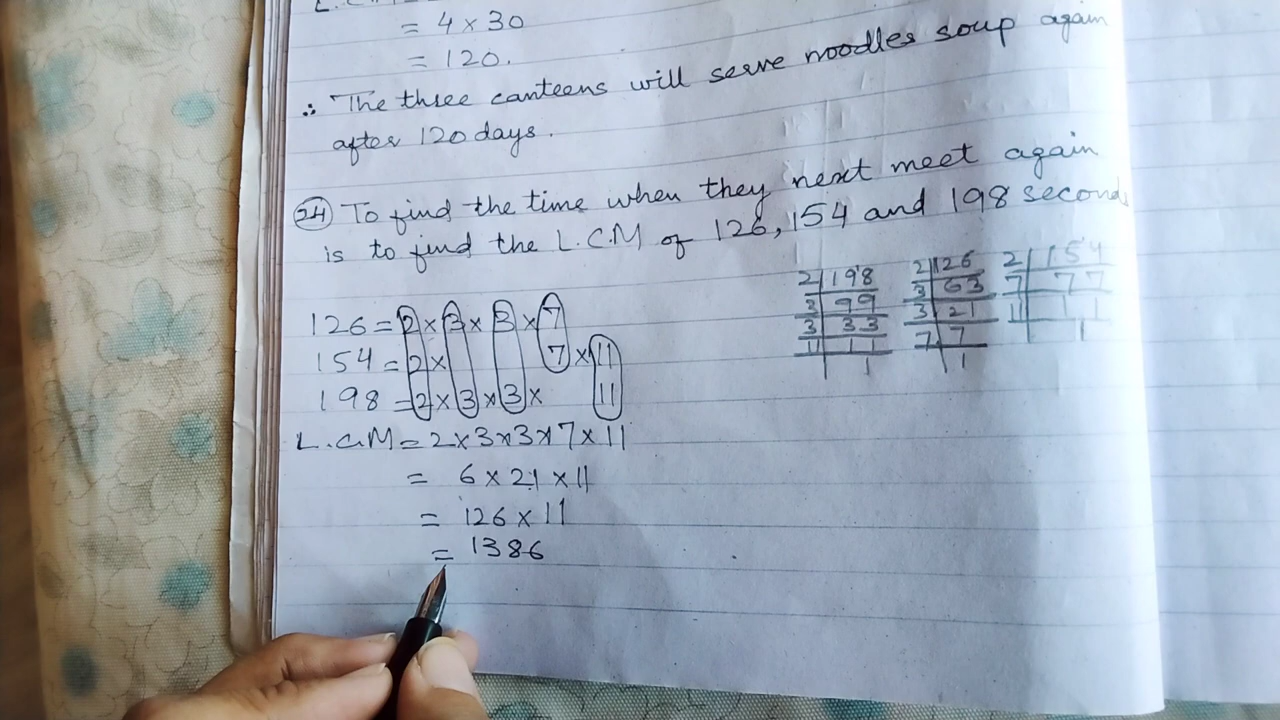 L.C.M =
= 4 × 30
= 120.
∴ The three canteens will serve noodles soup again
after 120 days.
(24) To find the time when they next meet again
is to find the L.C.M of 126, 154 and 198 seconds
126 = 2 × 3 × 3 × 7
154 = 2 × 7 × 11
198 = 2 × 3 × 3 × 11
L.C.M = 2 × 3 × 3 × 7 × 11
= 6 × 21 × 11
= 126 × 11
= 1386
2 | 198
3 | 99
3 | 33
11 | 11
1
2 | 126
3 | 63
3 | 21
7 | 7
1
2 | 154
7 | 77
11 | 11
1